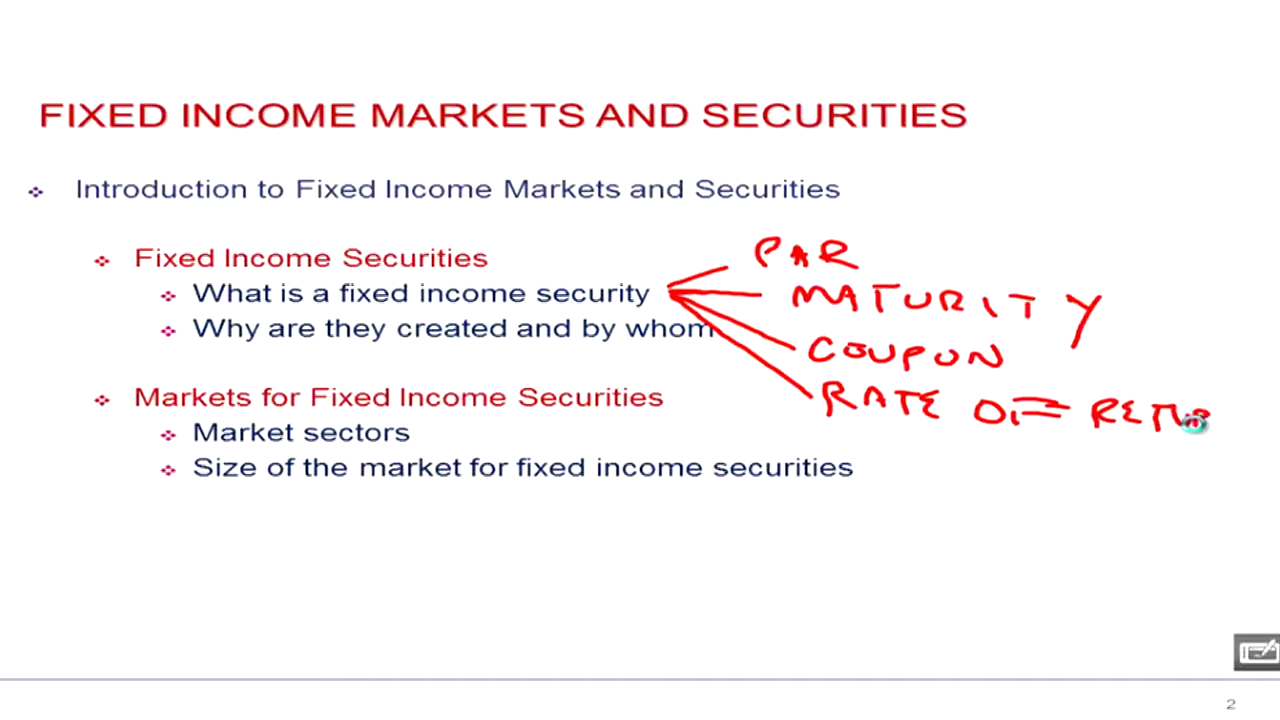 FIXED INCOME MARKETS AND SECURITIES
Introduction to Fixed Income Markets and Securities
Fixed Income Securities
What is a fixed income security
Why are they created and by whom
PAR
MATURITY
COUPON
RATE OF
Markets for Fixed Income Securities
Market sectors
Size of the market for fixed income securities
2